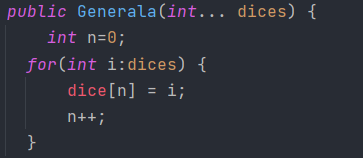 public Generala(int... dices) {
    int n=0;
  for(int i:dices) {
      dice[n] = i;
      n++;
  }